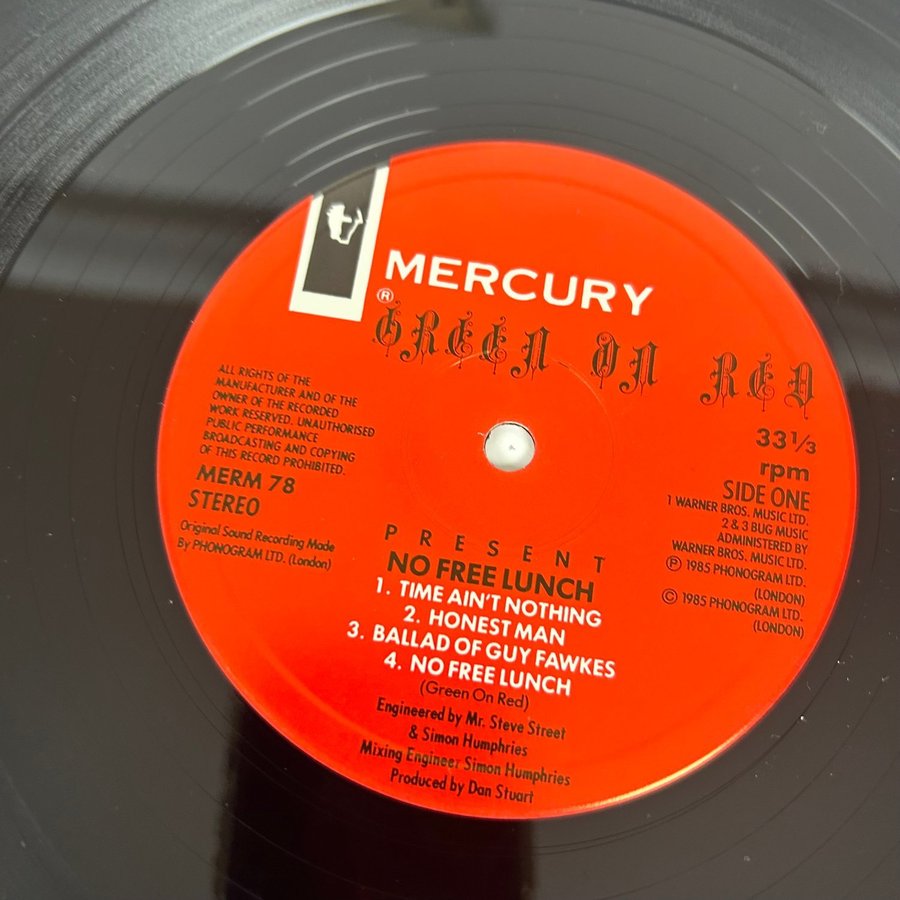 MERCURY
®
GREEN ON RED
ALL RIGHTS OF THE
MANUFACTURER AND OF THE
OWNER OF THE RECORDED
WORK RESERVED. UNAUTHORISED
PUBLIC PERFORMANCE
BROADCASTING AND COPYING
OF THIS RECORD PROHIBITED.
MERM 78
STEREO
Original Sound Recording Made
By PHONOGRAM LTD. (London)
33 1/3
rpm
SIDE ONE
1 WARNER BROS. MUSIC LTD.
2 & 3 BUG MUSIC
ADMINISTERED BY
WARNER BROS. MUSIC LTD.
℗ 1985 PHONOGRAM LTD.
(LONDON)
© 1985 PHONOGRAM LTD.
(LONDON)
PRESENT
NO FREE LUNCH
1. TIME AIN'T NOTHING
2. HONEST MAN
3. BALLAD OF GUY FAWKES
4. NO FREE LUNCH
(Green On Red)
Engineered by Mr. Steve Street
& Simon Humphries
Mixing Engineer Simon Humphries
Produced by Dan Stuart